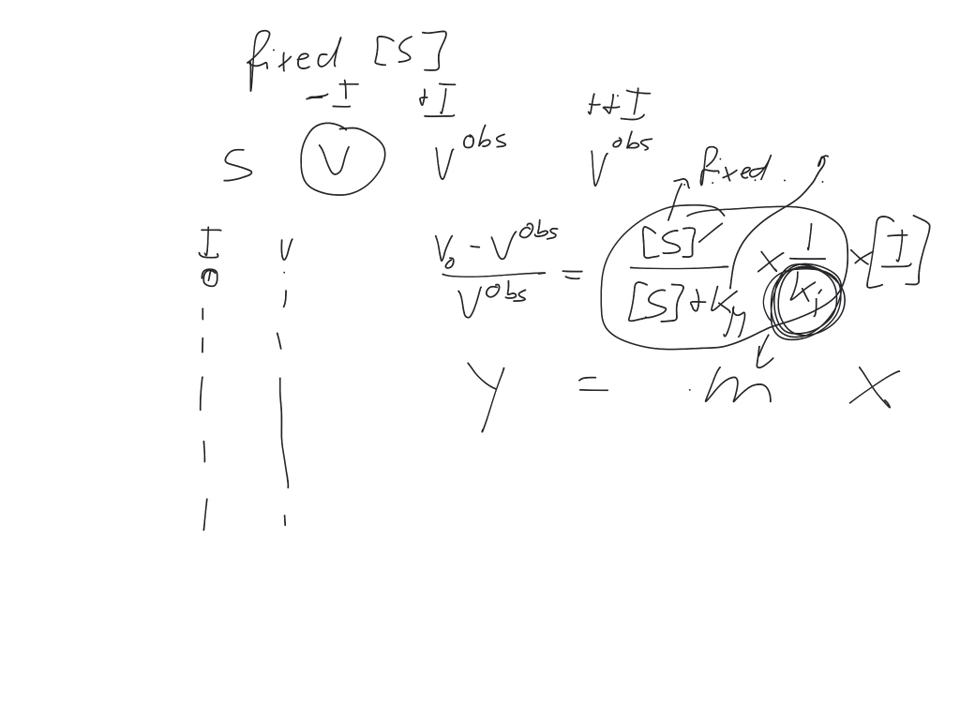 fixed [S]
-I +I ++I
S V V^obs V^obs
fixed
I V
0
V₀ - V^obs / V^obs = [S] / [S]+Kₘ × 1 / Kᵢ × [I]
Y = m X